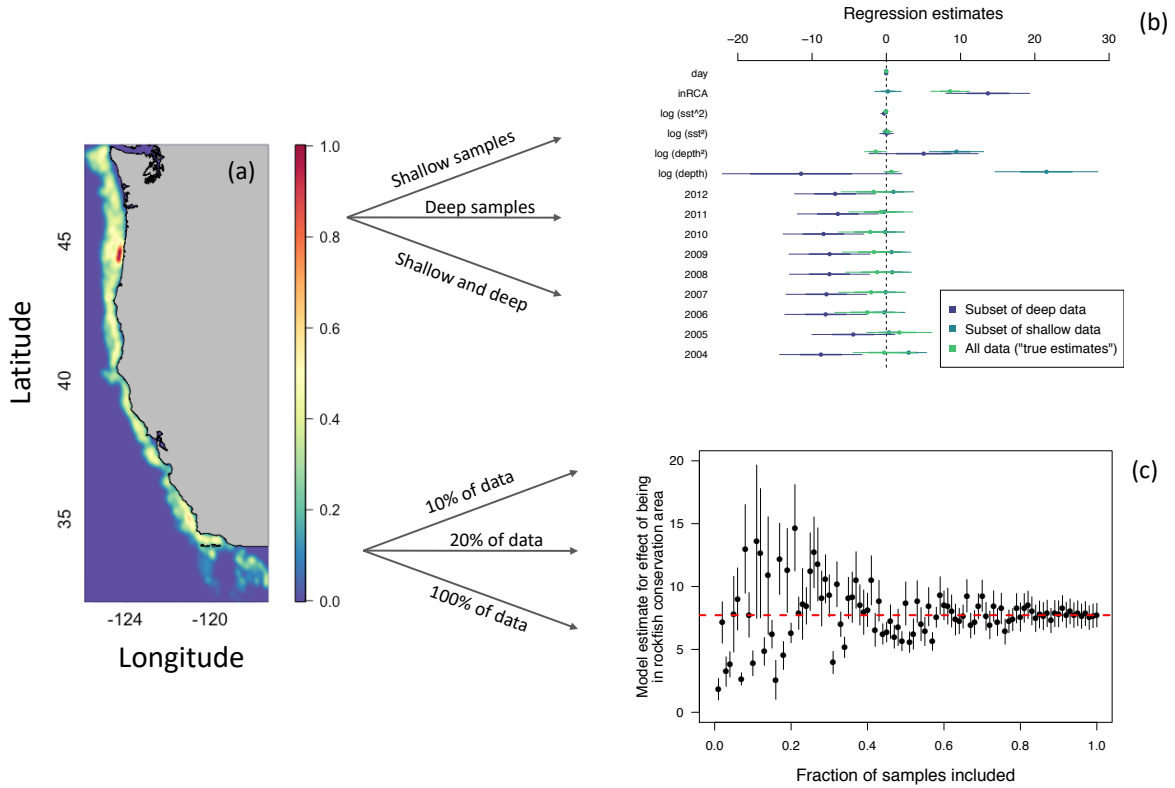 (a)
Latitude
45
40
35
-124
-120
Longitude
1.0
0.8
0.6
0.4
0.2
0.0
Shallow samples
Deep samples
Shallow and deep
10% of data
20% of data
100% of data
Regression estimates
(b)
−20
−10
0
10
20
30
day
inRCA
log (sst^2)
log (sst²)
log (depth²)
log (depth)
2012
2011
2010
2009
2008
2007
2006
2005
2004
Subset of deep data
Subset of shallow data
All data ("true estimates")
(c)
Model estimate for effect of being
in rockfish conservation area
20
15
10
5
0
0.0
0.2
0.4
0.6
0.8
1.0
Fraction of samples included